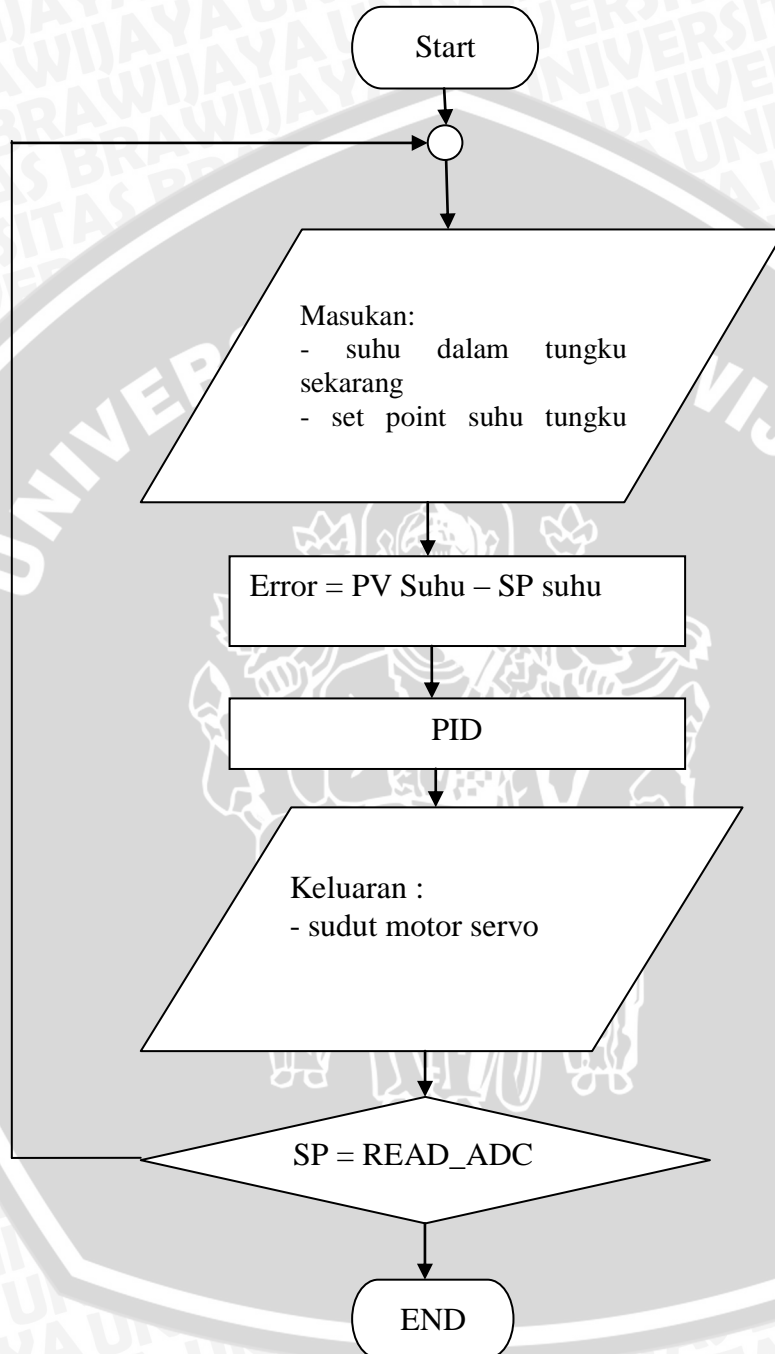 Start
Masukan:
- suhu dalam tungku
sekarang
- set point suhu tungku
Error = PV Suhu – SP suhu
PID
Keluaran :
- sudut motor servo
SP = READ_ADC
END